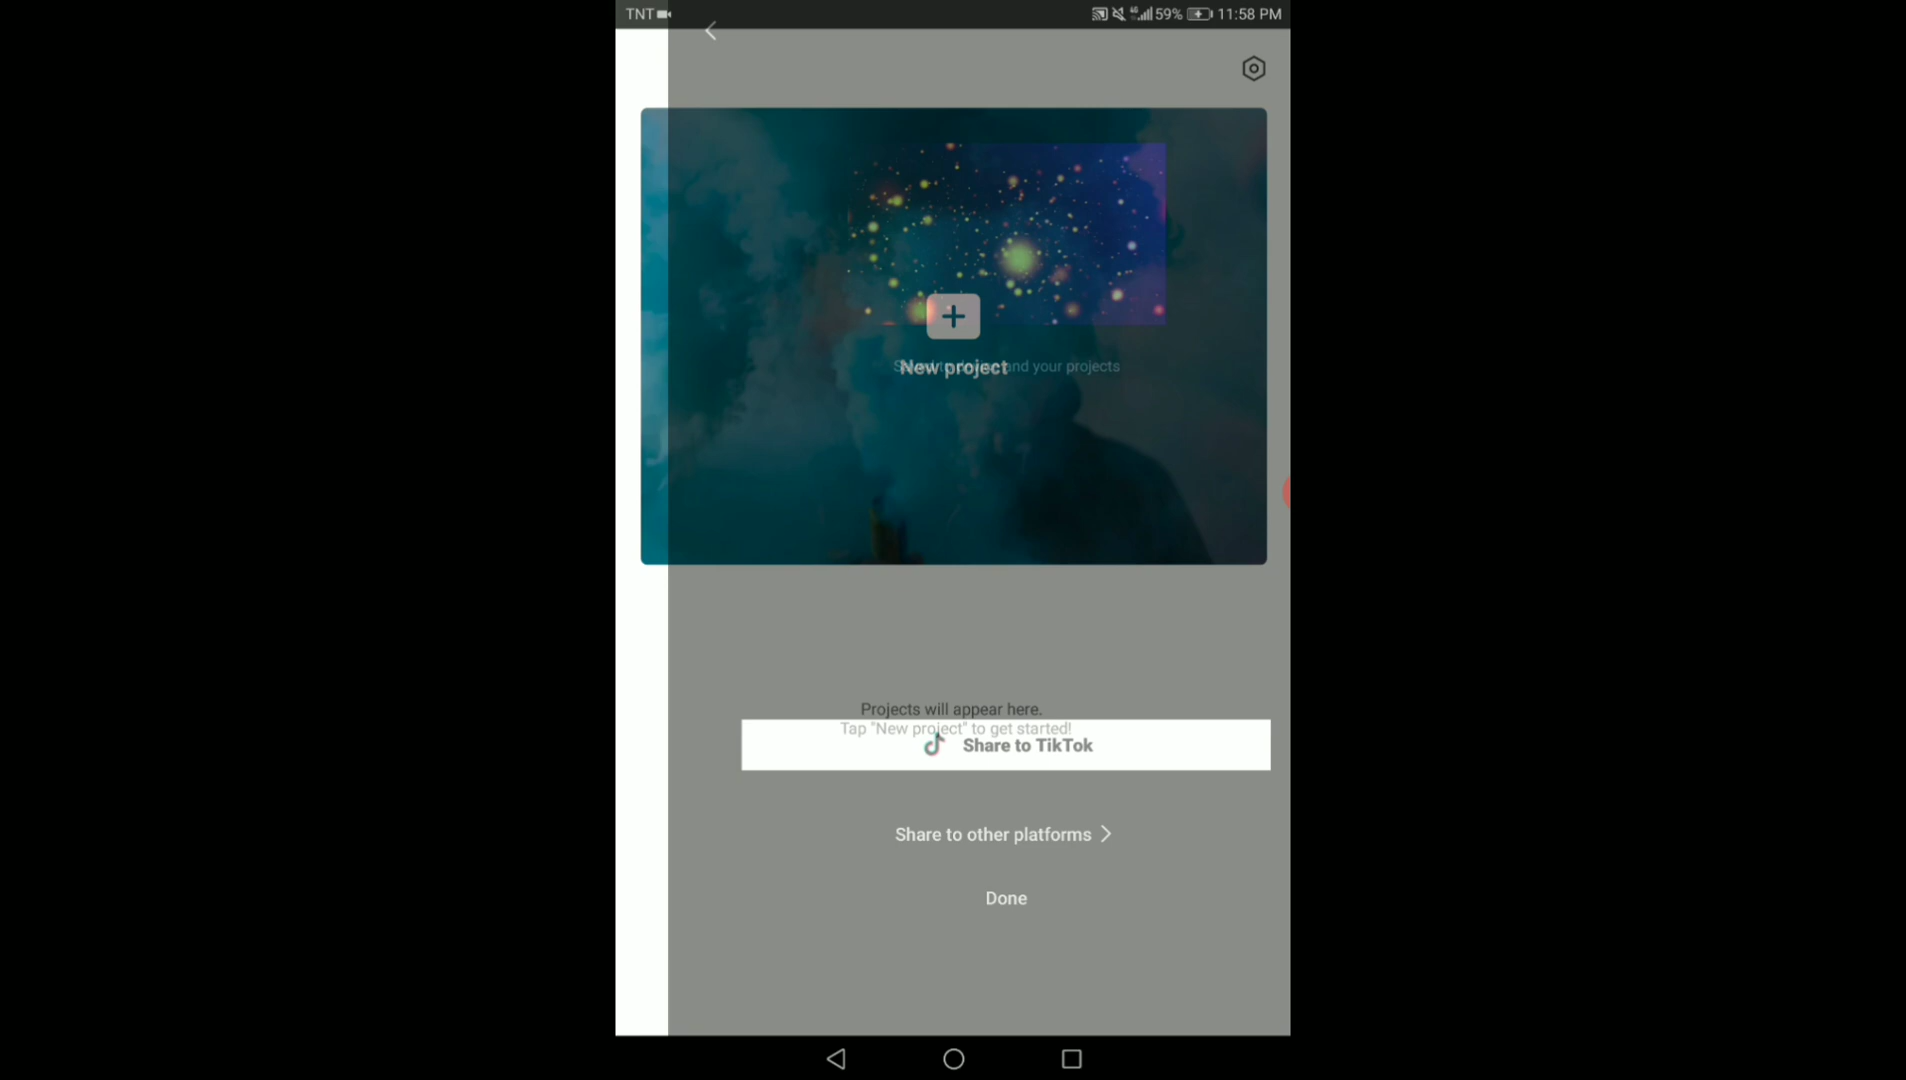 TNT
59% 11:58 PM
New project
and your projects
Projects will appear here.
Tap "New project" to get started!
Share to TikTok
Share to other platforms
Done